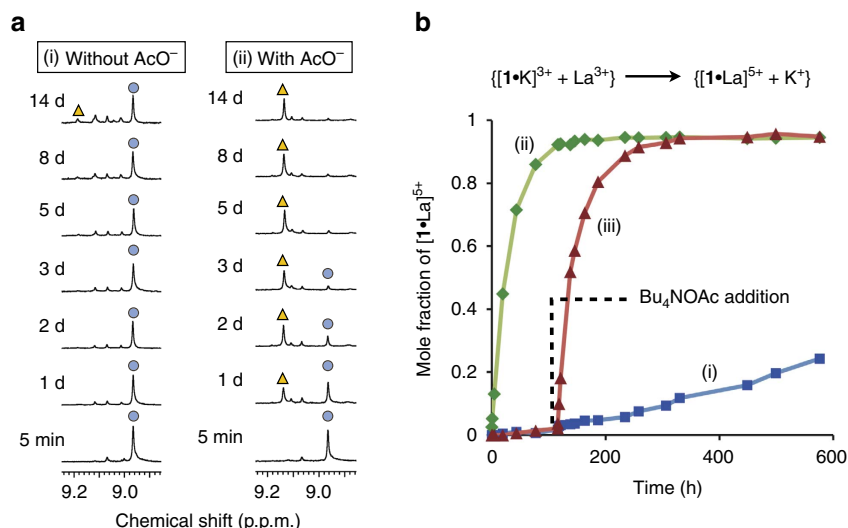 a
(i) Without AcO⁻
(ii) With AcO⁻
14 d
8 d
5 d
3 d
2 d
1 d
5 min
9.2 9.0
14 d
8 d
5 d
3 d
2 d
1 d
5 min
9.2 9.0
Chemical shift (p.p.m.)
b
{[1•K]³⁺ + La³⁺} ⟶ {[1•La]⁵⁺ + K⁺}
Mole fraction of [1•La]⁵⁺
1
0.8
0.6
0.4
0.2
0
(ii)
(iii)
Bu₄NOAc addition
(i)
0 200 400 600
Time (h)